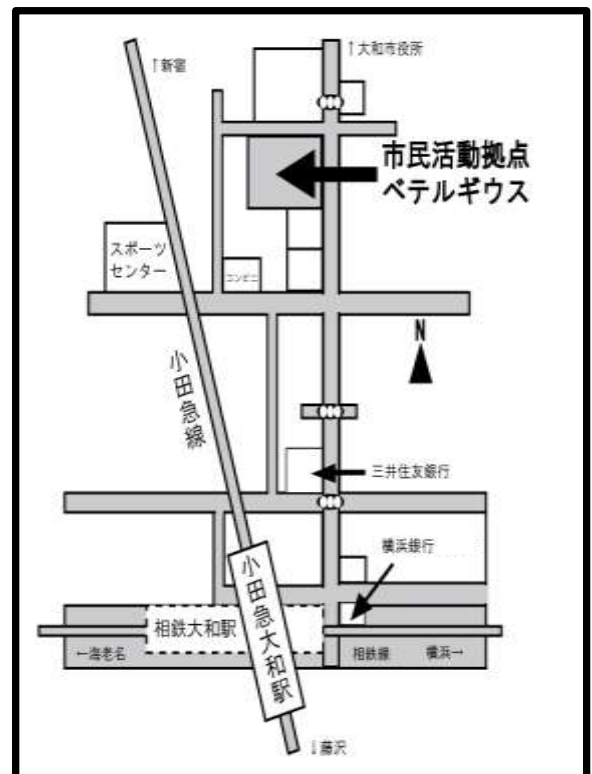 ↑新宿
↑大和市役所
市民活動拠点
ベテルギウス
スポーツ
センター
コンビニ
N
小田急線
三井住友銀行
横浜銀行
小田急大和駅
相鉄大和駅
←海老名
相鉄線
横浜→
↓藤沢